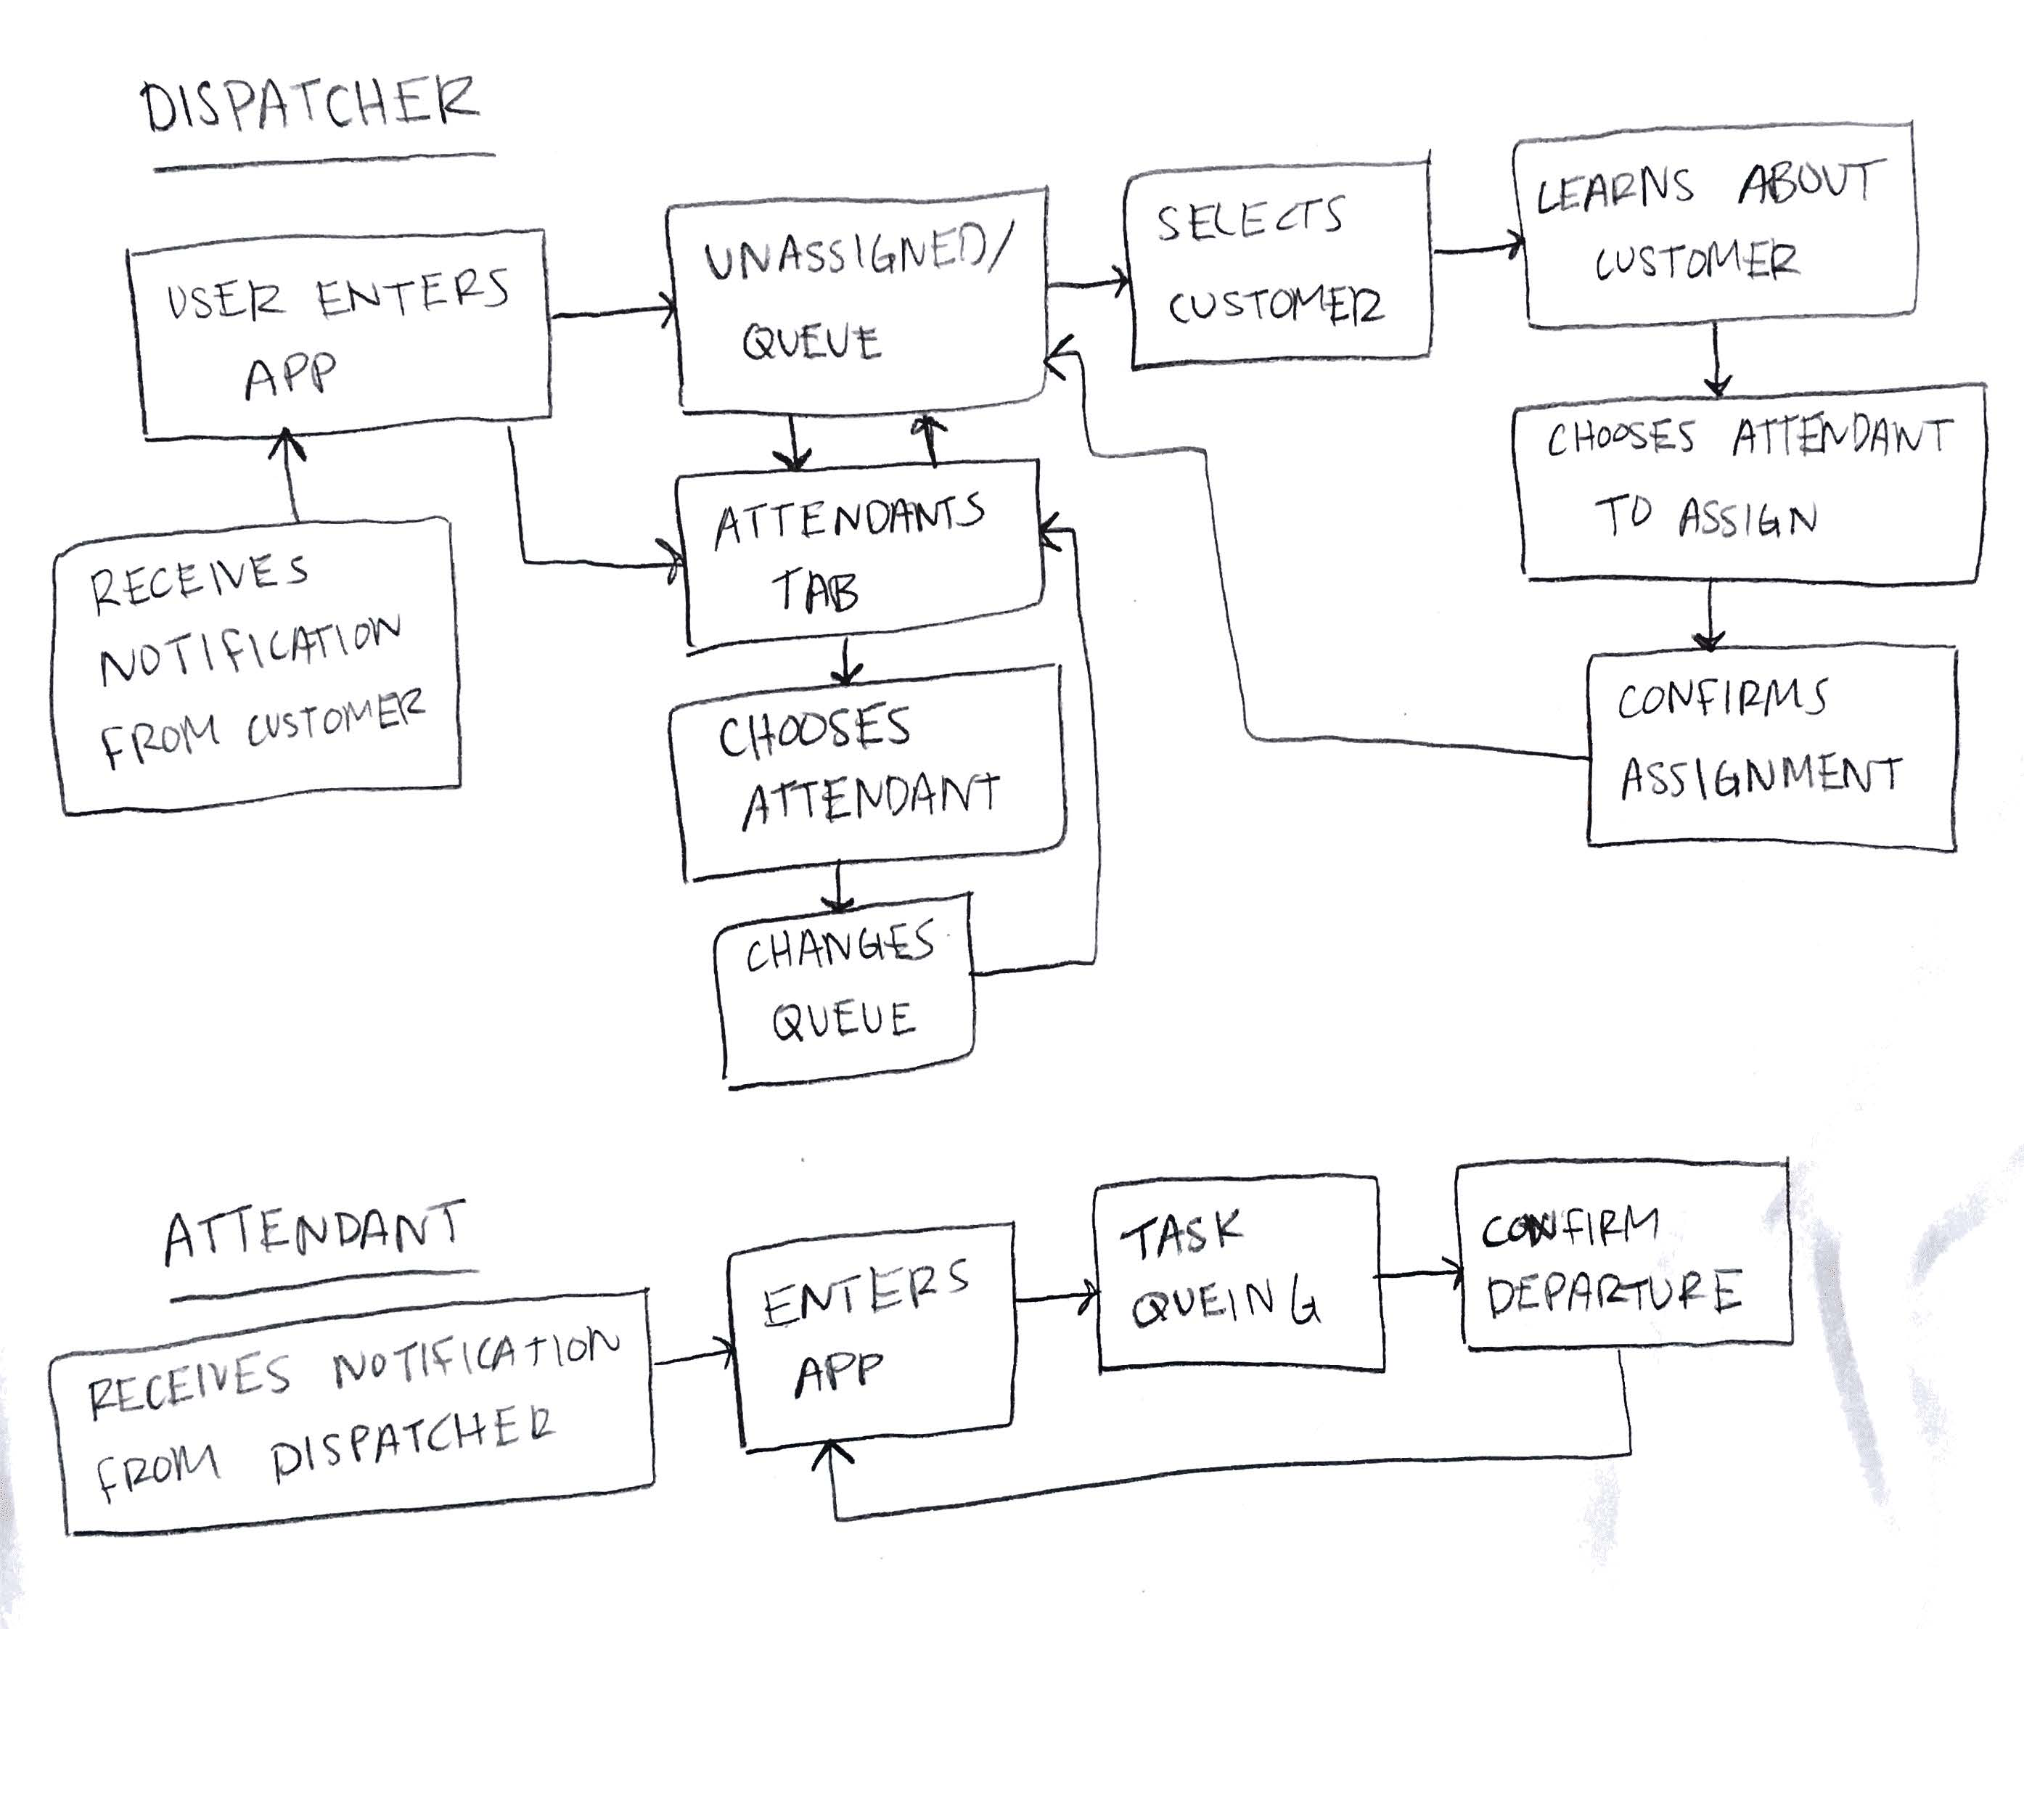 DISPATCHER
USER ENTERS
APP
UNASSIGNED/
QUEUE
SELECTS
CUSTOMER
LEARNS ABOUT
CUSTOMER
RECEIVES
NOTIFICATION
FROM CUSTOMER
ATTENDANTS
TAB
CHOOSES ATTENDANT
TO ASSIGN
CHOOSES
ATTENDANT
CONFIRMS
ASSIGNMENT
CHANGES
QUEUE
ATTENDANT
RECEIVES NOTIFICATION
FROM DISPATCHER
ENTERS
APP
TASK
QUEING
CONFIRM
DEPARTURE